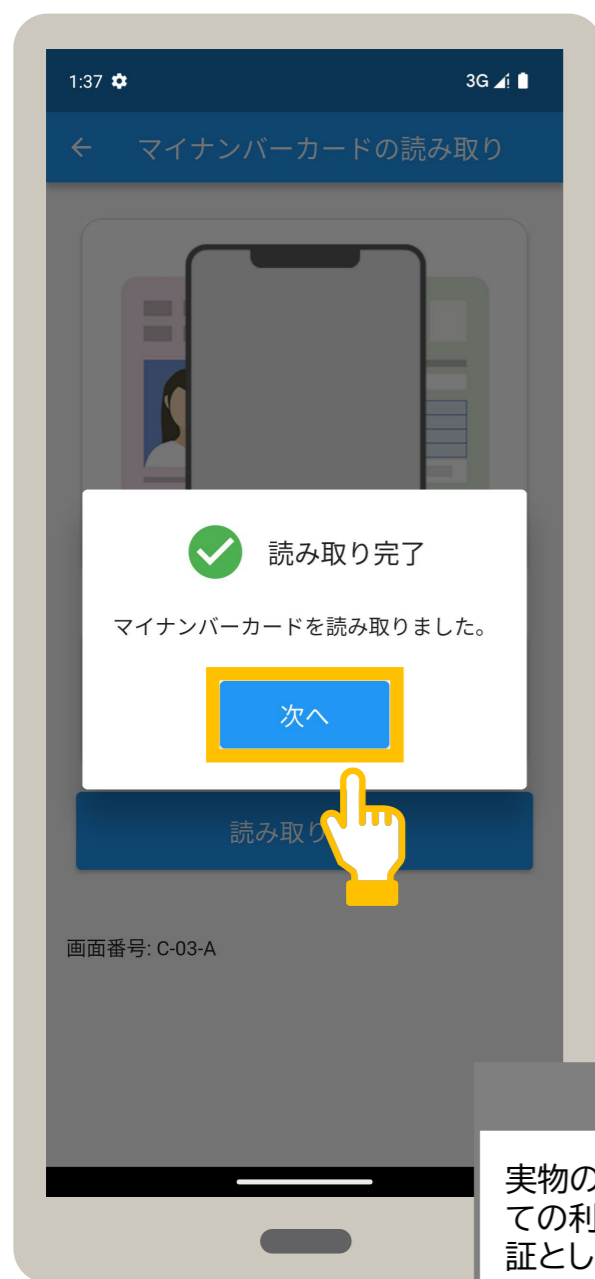 1:37 3G
マイナンバーカードの読み取り
読み取り完了
マイナンバーカードを読み取りました。
次へ
読み取り
画面番号: C-03-A
実物の
ての利
証とし